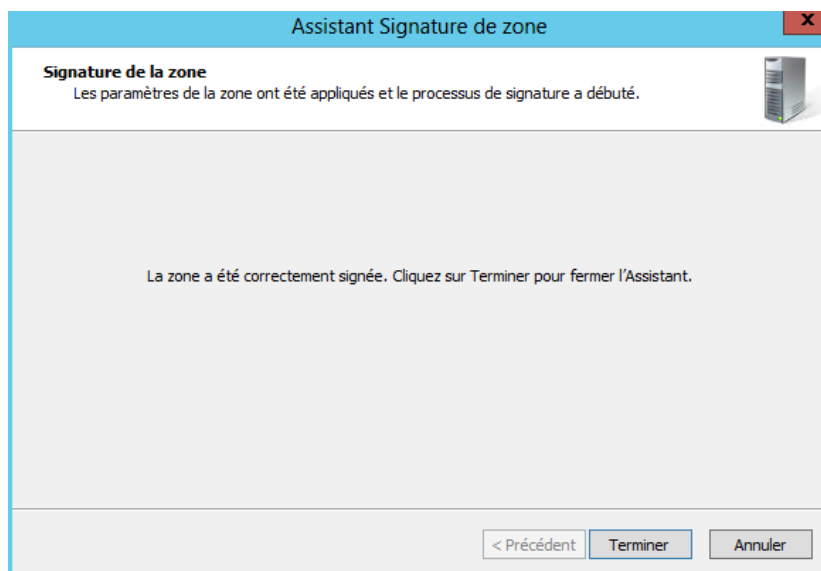 Assistant Signature de zone
x
Signature de la zone
Les paramètres de la zone ont été appliqués et le processus de signature a débuté.
La zone a été correctement signée. Cliquez sur Terminer pour fermer l'Assistant.
< Précédent Terminer Annuler